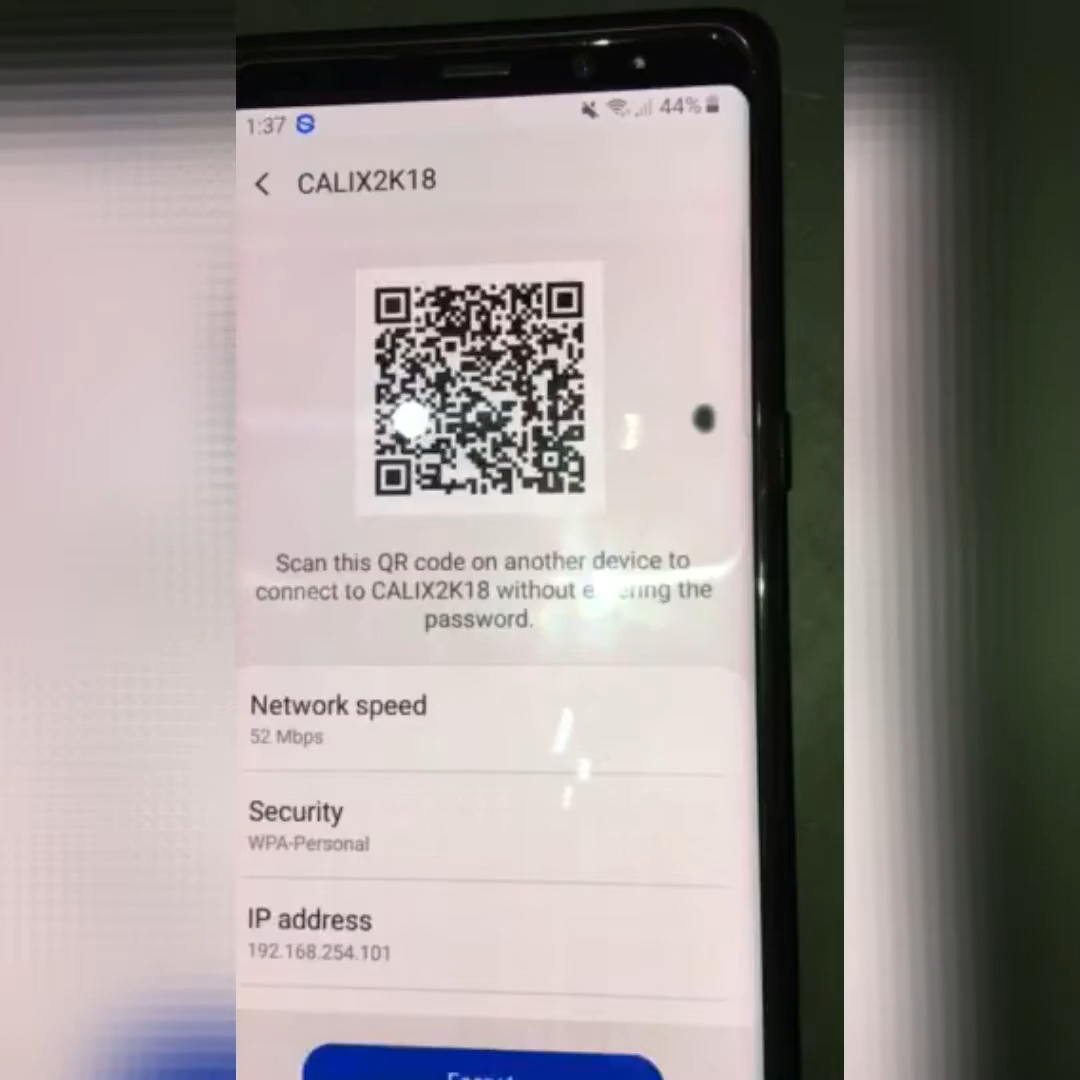 1:37 44%
CALIX2K18
Scan this QR code on another device to
connect to CALIX2K18 without the
password.
Network speed
52 Mbps
Security
WPA-Personal
IP address
192.168.254.101